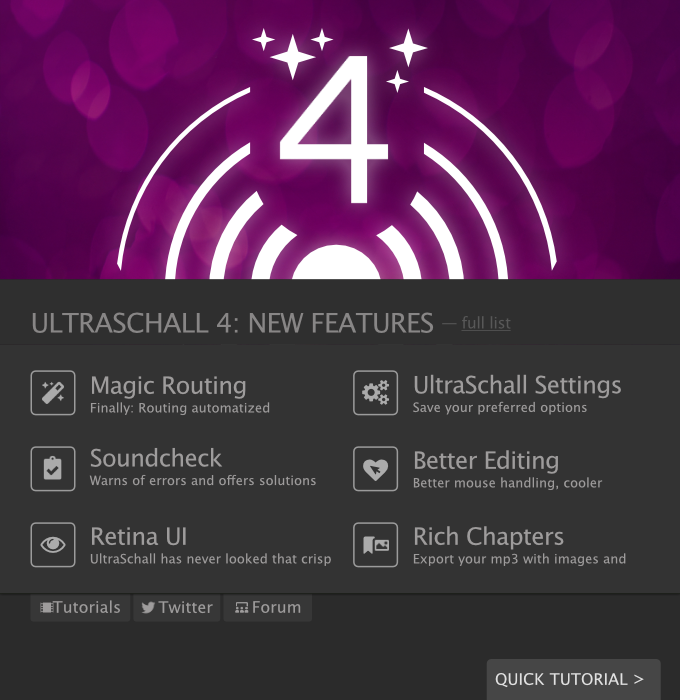 4
ULTRASCHALL 4: NEW FEATURES — full list
Magic Routing
Finally: Routing automatized
UltraSchall Settings
Save your preferred options
Soundcheck
Warns of errors and offers solutions
Better Editing
Better mouse handling, cooler
Retina UI
UltraSchall has never looked that crisp
Rich Chapters
Export your mp3 with images and
Tutorials
Twitter
Forum
QUICK TUTORIAL >